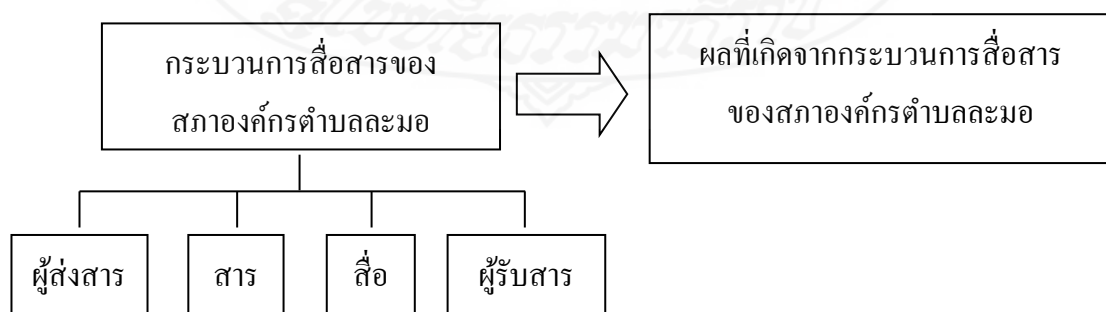 กระบวนการสื่อสารของ
สภาองค์กรตำบลละมอ
ผลที่เกิดจากกระบวนการสื่อสาร
ของสภาองค์กรตำบลละมอ
ผู้ส่งสาร
สาร
สื่อ
ผู้รับสาร